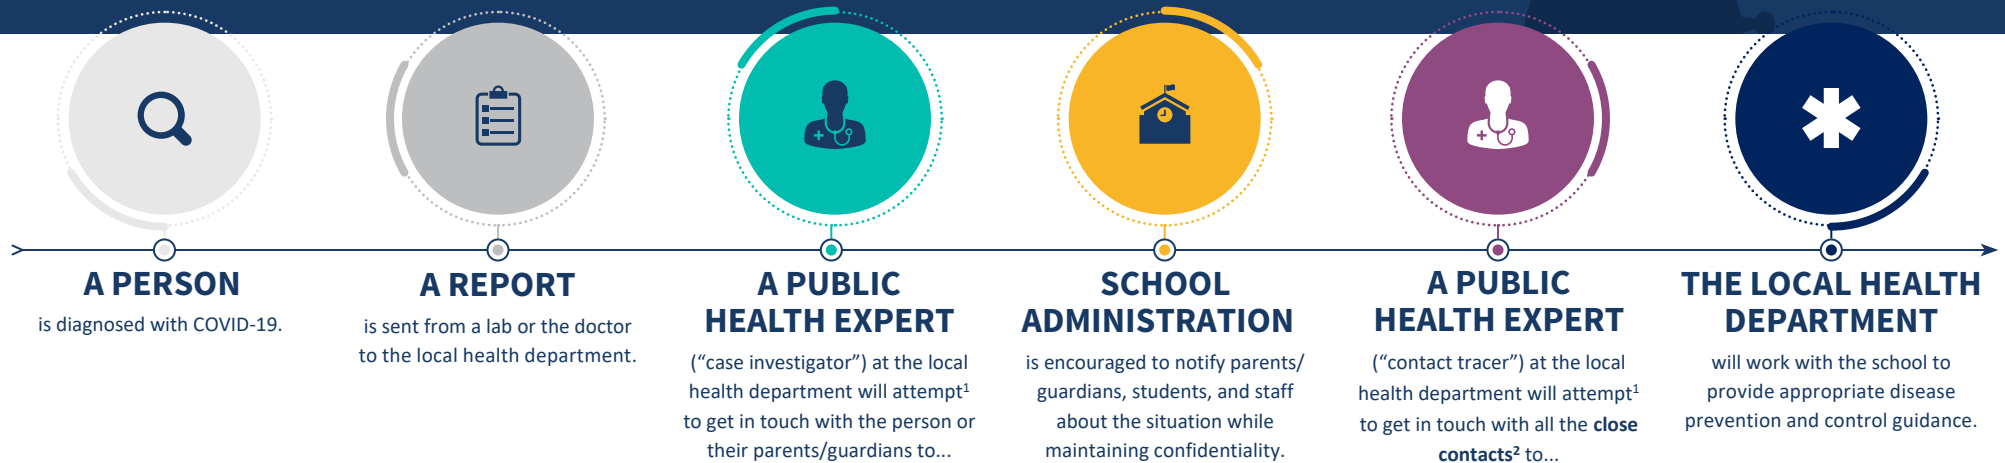 A PERSON
is diagnosed with COVID-19.
A REPORT
is sent from a lab or the doctor
to the local health department.
A PUBLIC
HEALTH EXPERT
(“case investigator”) at the local
health department will attempt¹
to get in touch with the person or
their parents/guardians to...
SCHOOL
ADMINISTRATION
is encouraged to notify parents/
guardians, students, and staff
about the situation while
maintaining confidentiality.
A PUBLIC
HEALTH EXPERT
(“contact tracer”) at the local
health department will attempt¹
to get in touch with all the close
contacts² to...
THE LOCAL HEALTH
DEPARTMENT
will work with the school to
provide appropriate disease
prevention and control guidance.